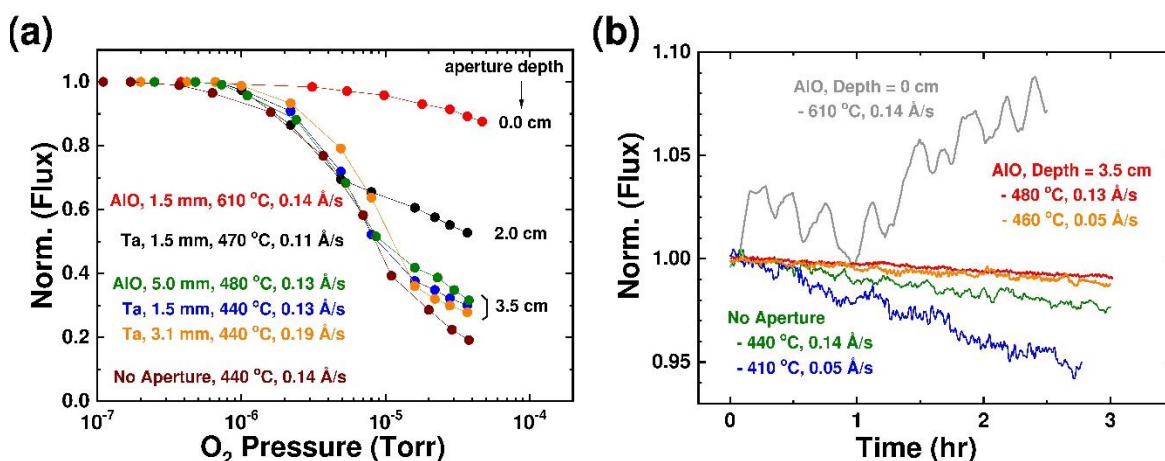 (a)
Norm. (Flux)
1.0
0.8
0.6
0.4
0.2
0.0
aperture depth
0.0 cm
AlO, 1.5 mm, 610 °C, 0.14 Å/s
Ta, 1.5 mm, 470 °C, 0.11 Å/s
2.0 cm
AlO, 5.0 mm, 480 °C, 0.13 Å/s
Ta, 1.5 mm, 440 °C, 0.13 Å/s
Ta, 3.1 mm, 440 °C, 0.19 Å/s
3.5 cm
No Aperture, 440 °C, 0.14 Å/s
10⁻⁷ 10⁻⁶ 10⁻⁵ 10⁻⁴
O₂ Pressure (Torr)
(b)
Norm. (Flux)
1.10
1.05
1.00
0.95
AlO, Depth = 0 cm
- 610 °C, 0.14 Å/s
AlO, Depth = 3.5 cm
- 480 °C, 0.13 Å/s
- 460 °C, 0.05 Å/s
No Aperture
- 440 °C, 0.14 Å/s
- 410 °C, 0.05 Å/s
0 1 2 3
Time (hr)